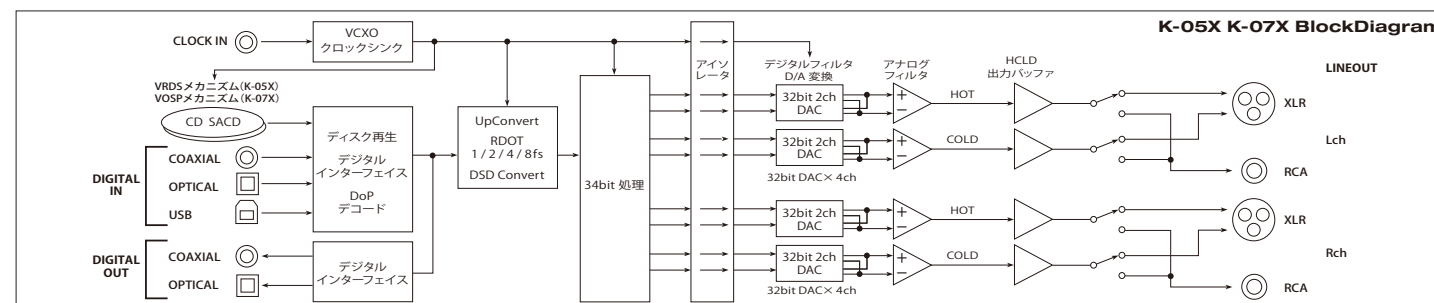 K-05X K-07X BlockDiagram
CLOCK IN
VCXO
クロックシンク
VRDSメカニズム(K-05X)
VOSPメカニズム(K-07X)
CD SACD
DIGITAL
IN
COAXIAL
OPTICAL
USB
ディスク再生
デジタル
インターフェイス
DoP
デコード
DIGITAL
OUT
COAXIAL
OPTICAL
デジタル
インターフェイス
UpConvert
RDOT
1/2/4/8fs
DSD Convert
34bit 処理
アイソ
レータ
デジタルフィルタ
D/A 変換
アナログ
フィルタ
HCLD
出力バッファ
LINEOUT
32bit 2ch
DAC
+
−
HOT
XLR
32bit 2ch
DAC
+
−
COLD
Lch
32bit DAC×4ch
RCA
32bit 2ch
DAC
+
−
HOT
XLR
32bit 2ch
DAC
+
−
COLD
Rch
32bit DAC×4ch
RCA